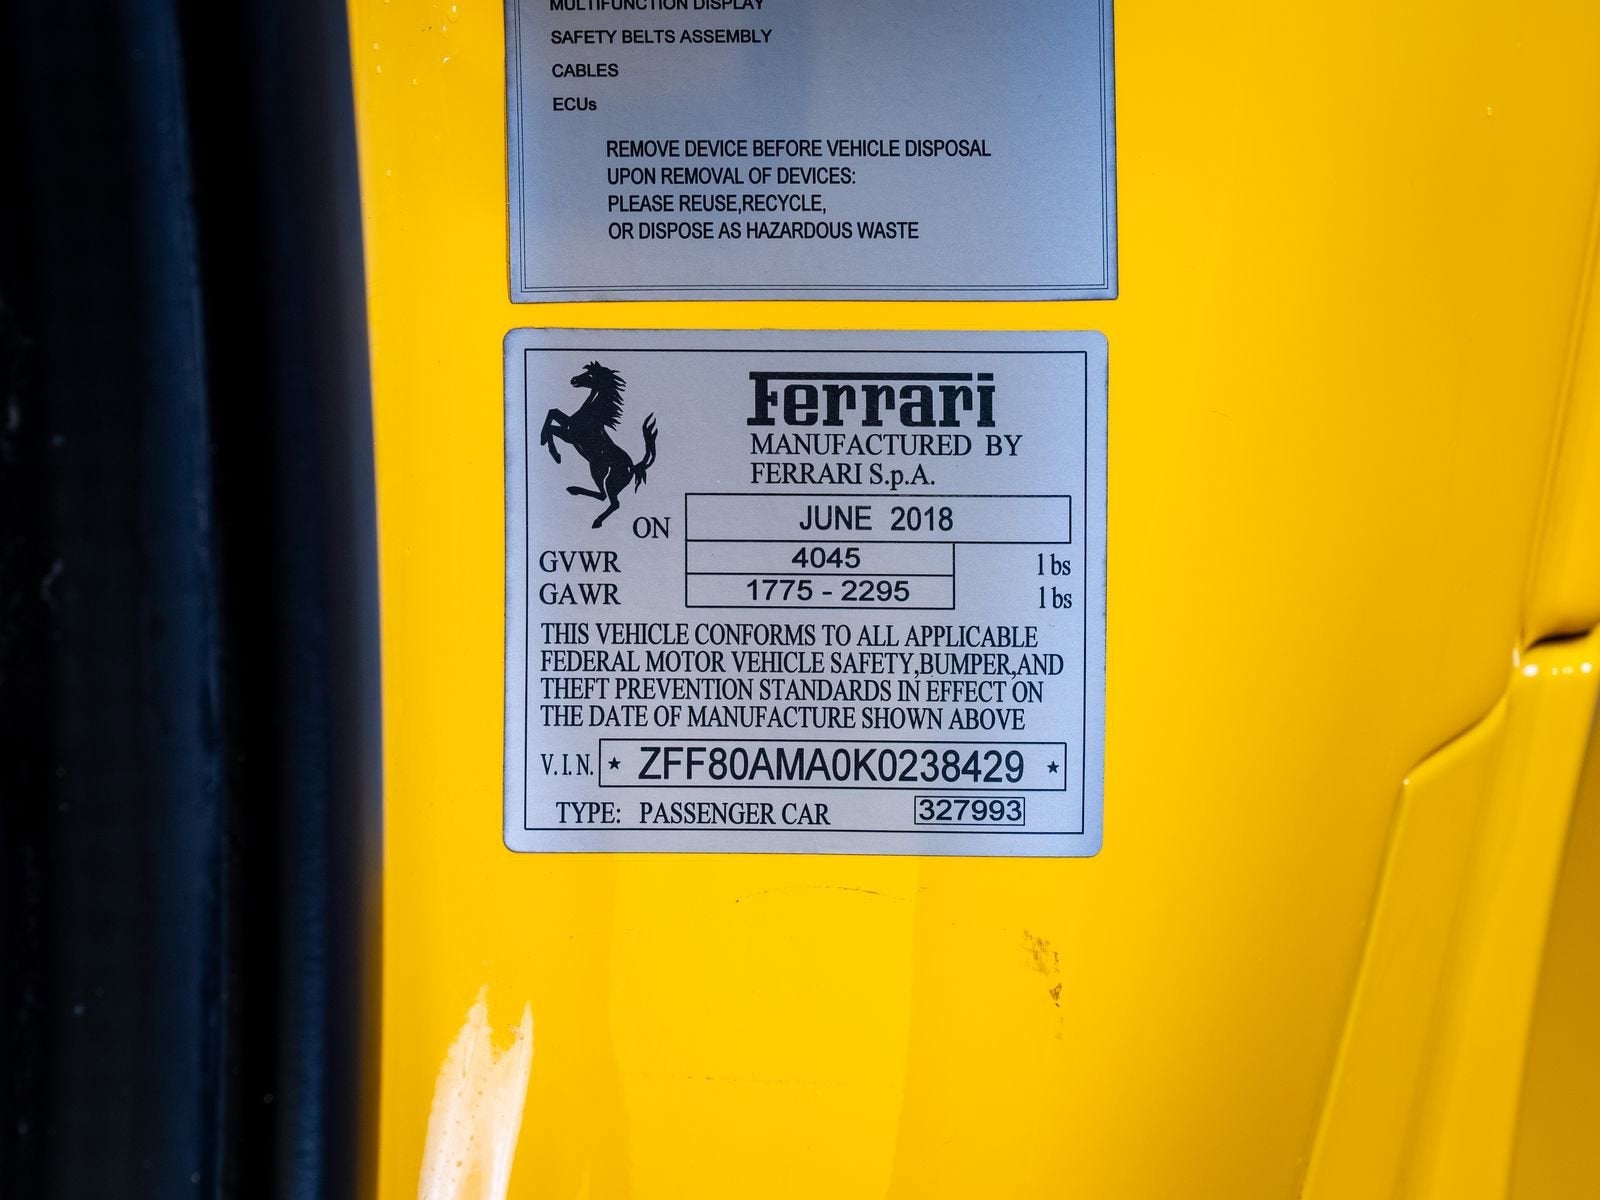 MULTIFUNCTION DISPLAY
SAFETY BELTS ASSEMBLY
CABLES
ECUs
REMOVE DEVICE BEFORE VEHICLE DISPOSAL
UPON REMOVAL OF DEVICES:
PLEASE REUSE,RECYCLE,
OR DISPOSE AS HAZARDOUS WASTE
Ferrari
MANUFACTURED BY
FERRARI S.p.A.
ON JUNE 2018
GVWR 4045 lbs
GAWR 1775 - 2295 lbs
THIS VEHICLE CONFORMS TO ALL APPLICABLE
FEDERAL MOTOR VEHICLE SAFETY,BUMPER,AND
THEFT PREVENTION STANDARDS IN EFFECT ON
THE DATE OF MANUFACTURE SHOWN ABOVE
V.I.N. ★ ZFF80AMA0K0238429 ★
TYPE: PASSENGER CAR 327993